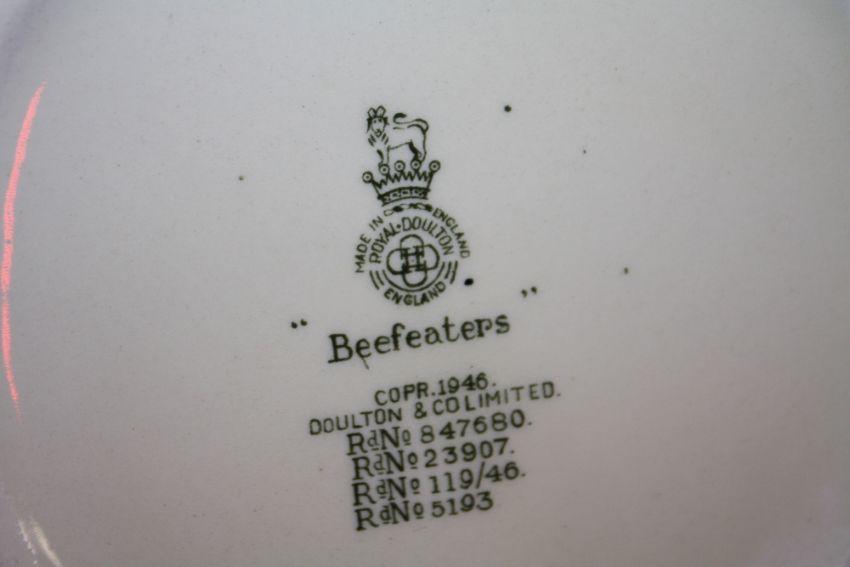 MADE IN ENGLAND
ROYAL·DOULTON
ENGLAND
"Beefeaters"
COPR.1946.
DOULTON & CO LIMITED.
RdNo 847680.
RdNo 23907.
RdNo 119/46.
RdNo 5193